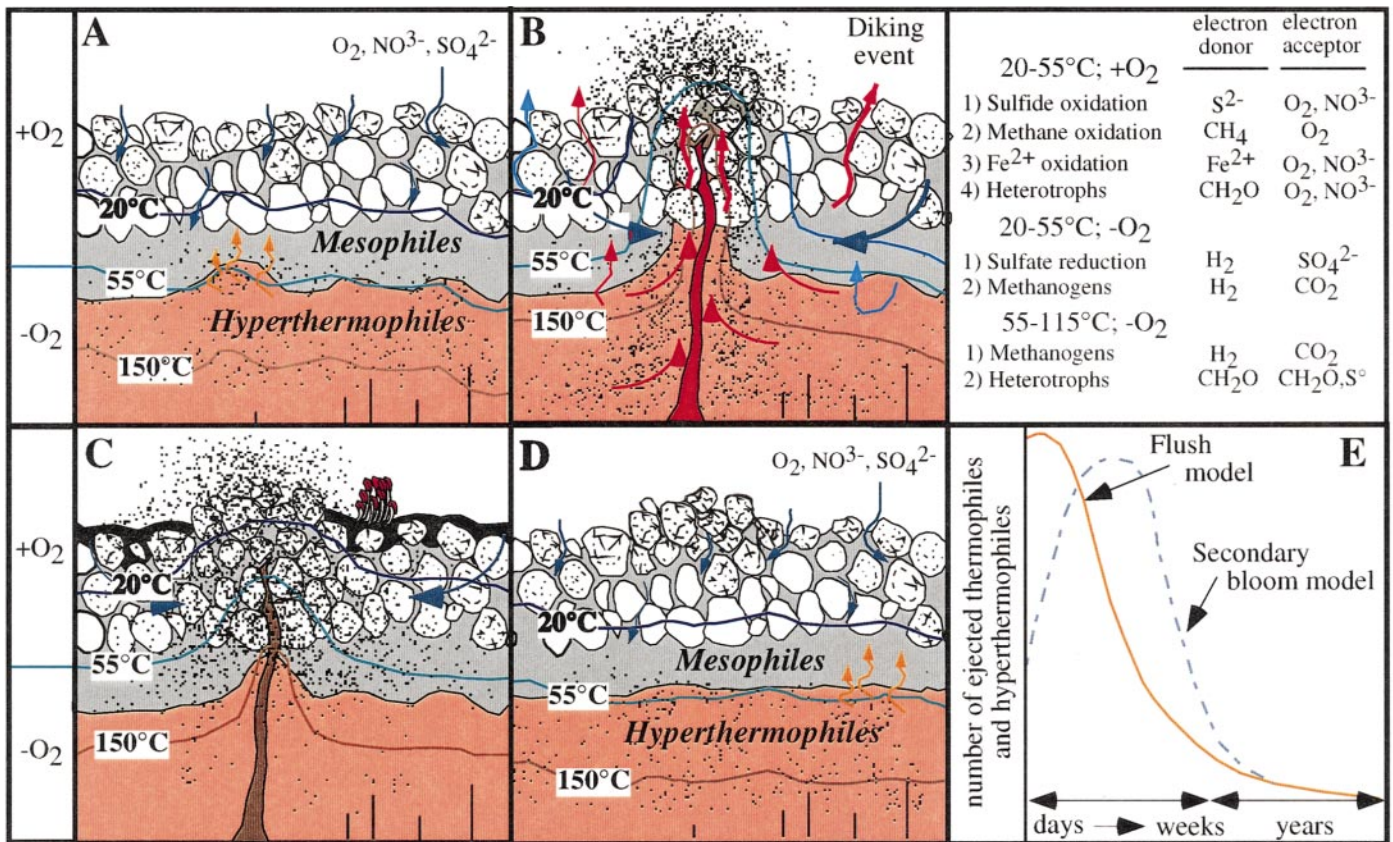 A
O2, NO3-, SO42-
+O2
20°C
Mesophiles
55°C
Hyperthermophiles
-O2
150°C
B
Diking
event
20°C
55°C
150°C
electron
donor
electron
acceptor
20-55°C; +O2
1) Sulfide oxidation S2- O2, NO3-
2) Methane oxidation CH4 O2
3) Fe2+ oxidation Fe2+ O2, NO3-
4) Heterotrophs CH2O O2, NO3-
20-55°C; -O2
1) Sulfate reduction H2 SO42-
2) Methanogens H2 CO2
55-115°C; -O2
1) Methanogens H2 CO2
2) Heterotrophs CH2O CH2O,S°
C
+O2
20°C
55°C
-O2
150°C
D
O2, NO3-, SO42-
20°C
Mesophiles
55°C
Hyperthermophiles
150°C
E
number of ejected thermophiles
and hyperthermophiles
Flush
model
Secondary
bloom model
days weeks years